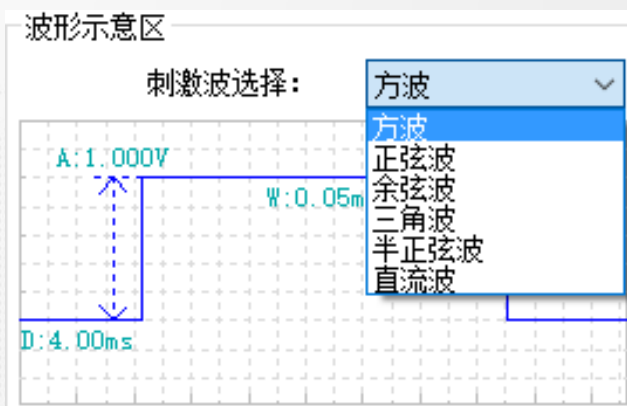 波形示意区
刺激波选择：
方波
方波
正弦波
余弦波
三角波
半正弦波
直流波
A:1.000V
W:0.05m
D:4.00ms